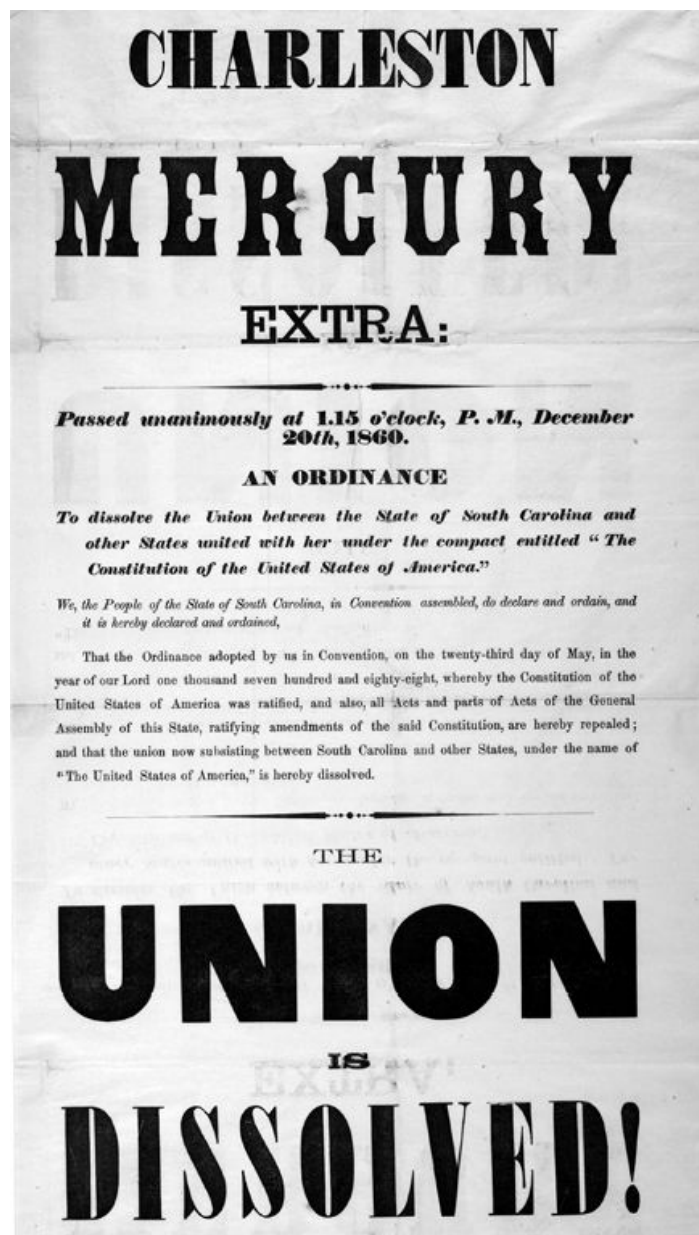 CHARLESTON
MERCURY
EXTRA:
Passed unanimously at 1.15 o'clock, P. M., December
20th, 1860.
AN ORDINANCE
To dissolve the Union between the State of South Carolina and
other States united with her under the compact entitled “ The
Constitution of the United States of America.”
We, the People of the State of South Carolina, in Convention assembled, do declare and ordain, and
it is hereby declared and ordained,
That the Ordinance adopted by us in Convention, on the twenty-third day of May, in the
year of our Lord one thousand seven hundred and eighty-eight, whereby the Constitution of the
United States of America was ratified, and also, all Acts and parts of Acts of the General
Assembly of this State, ratifying amendments of the said Constitution, are hereby repealed ;
and that the union now subsisting between South Carolina and other States, under the name of
“The United States of America,” is hereby dissolved.
THE
UNION
IS
DISSOLVED!